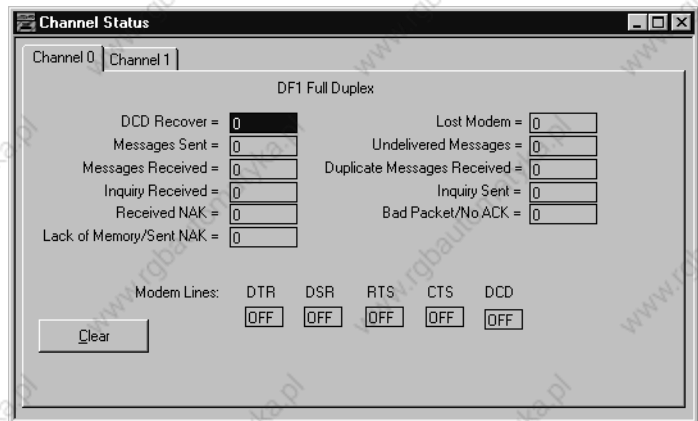 Channel Status
Channel 0 Channel 1
DF1 Full Duplex
DCD Recover = 0 Lost Modem = 0
Messages Sent = 0 Undelivered Messages = 0
Messages Received = 0 Duplicate Messages Received = 0
Inquiry Received = 0 Inquiry Sent = 0
Received NAK = 0 Bad Packet/No ACK = 0
Lack of Memory/Sent NAK = 0
Modem Lines: DTR DSR RTS CTS DCD
OFF OFF OFF OFF OFF
Clear
www.rgbautomatyka.pl